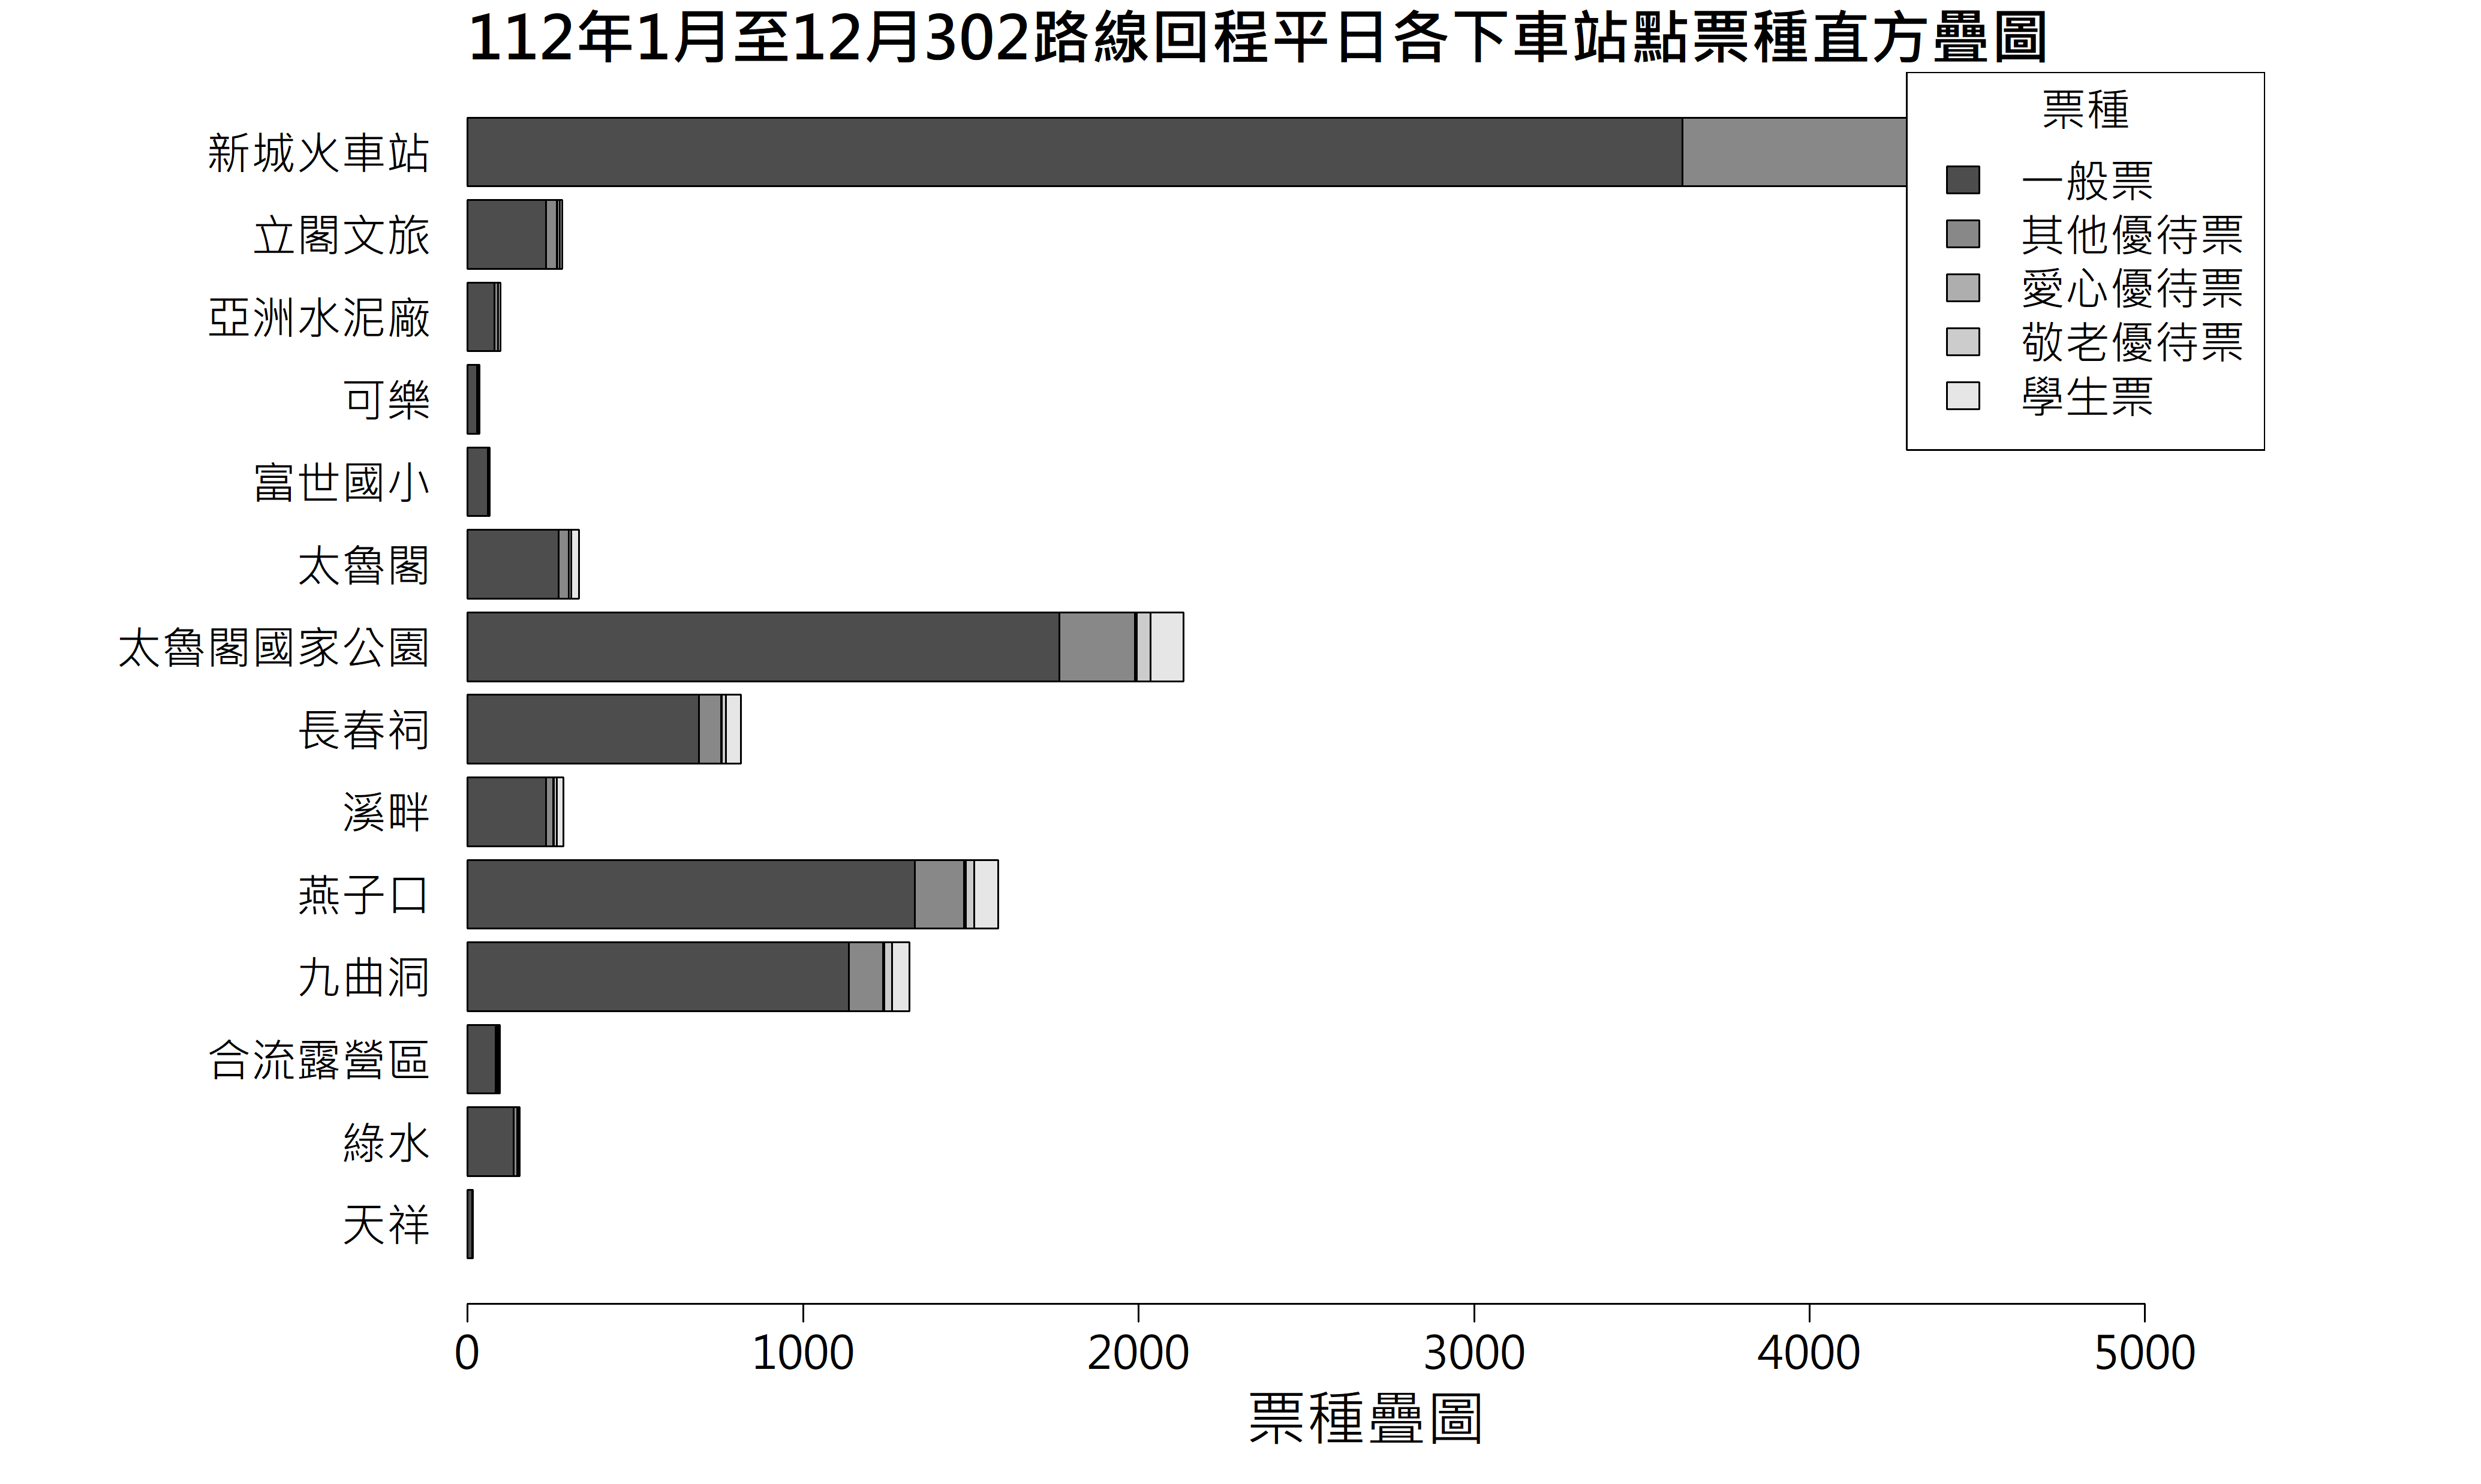 112年1月至12月302路線回程平日各下車站點票種直方疊圖
票種
一般票
其他優待票
愛心優待票
敬老優待票
學生票
新城火車站
立閣文旅
亞洲水泥廠
可樂
富世國小
太魯閣
太魯閣國家公園
長春祠
溪畔
燕子口
九曲洞
合流露營區
綠水
天祥
0 1000 2000 3000 4000 5000
票種疊圖